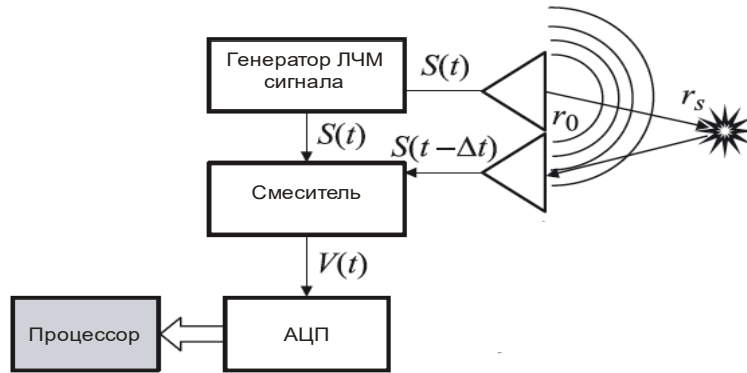 Генератор ЛЧМ
сигнала
S(t)
r_s
r_0
S(t)
S(t − Δt)
Смеситель
V(t)
Процессор
АЦП